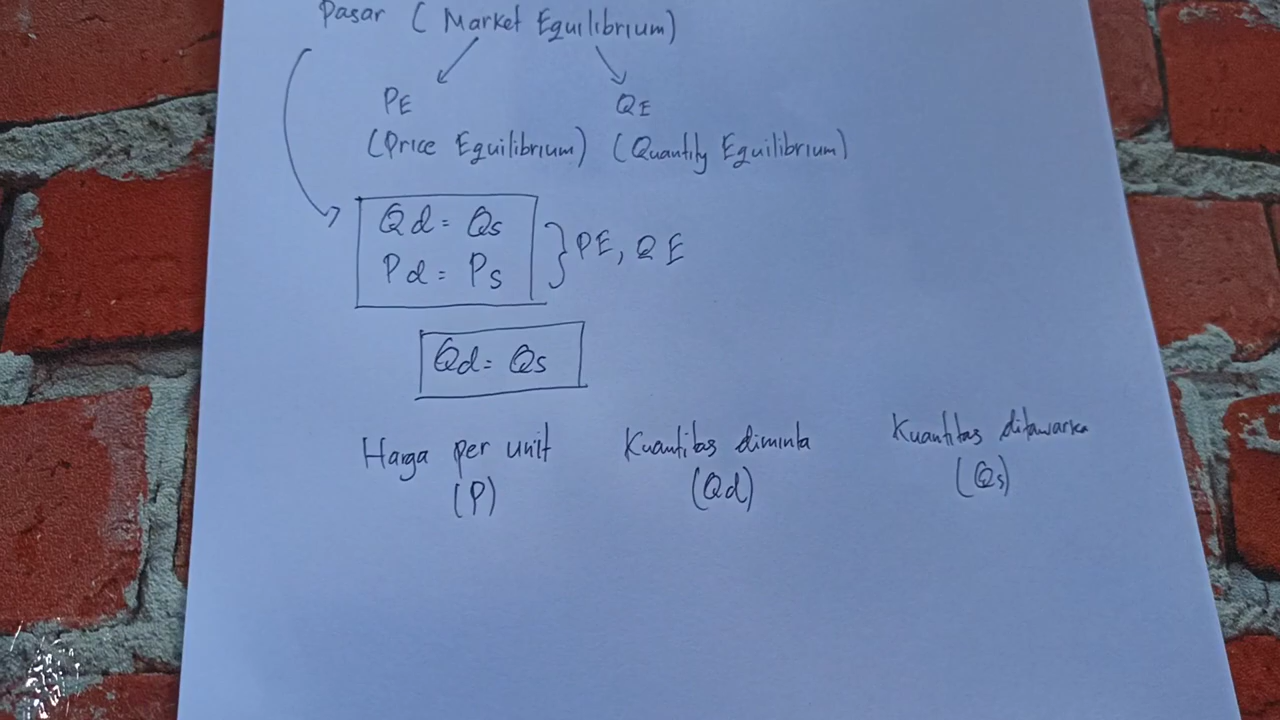 Pasar (Market Equilibrium)
PE QE
(Price Equilibrium) (Quantity Equilibrium)
Qd = Qs
Pd = Ps } PE, QE
Qd = Qs
Harga per unit Kuantitas diminta Kuantitas ditawarka
(P) (Qd) (Qs)